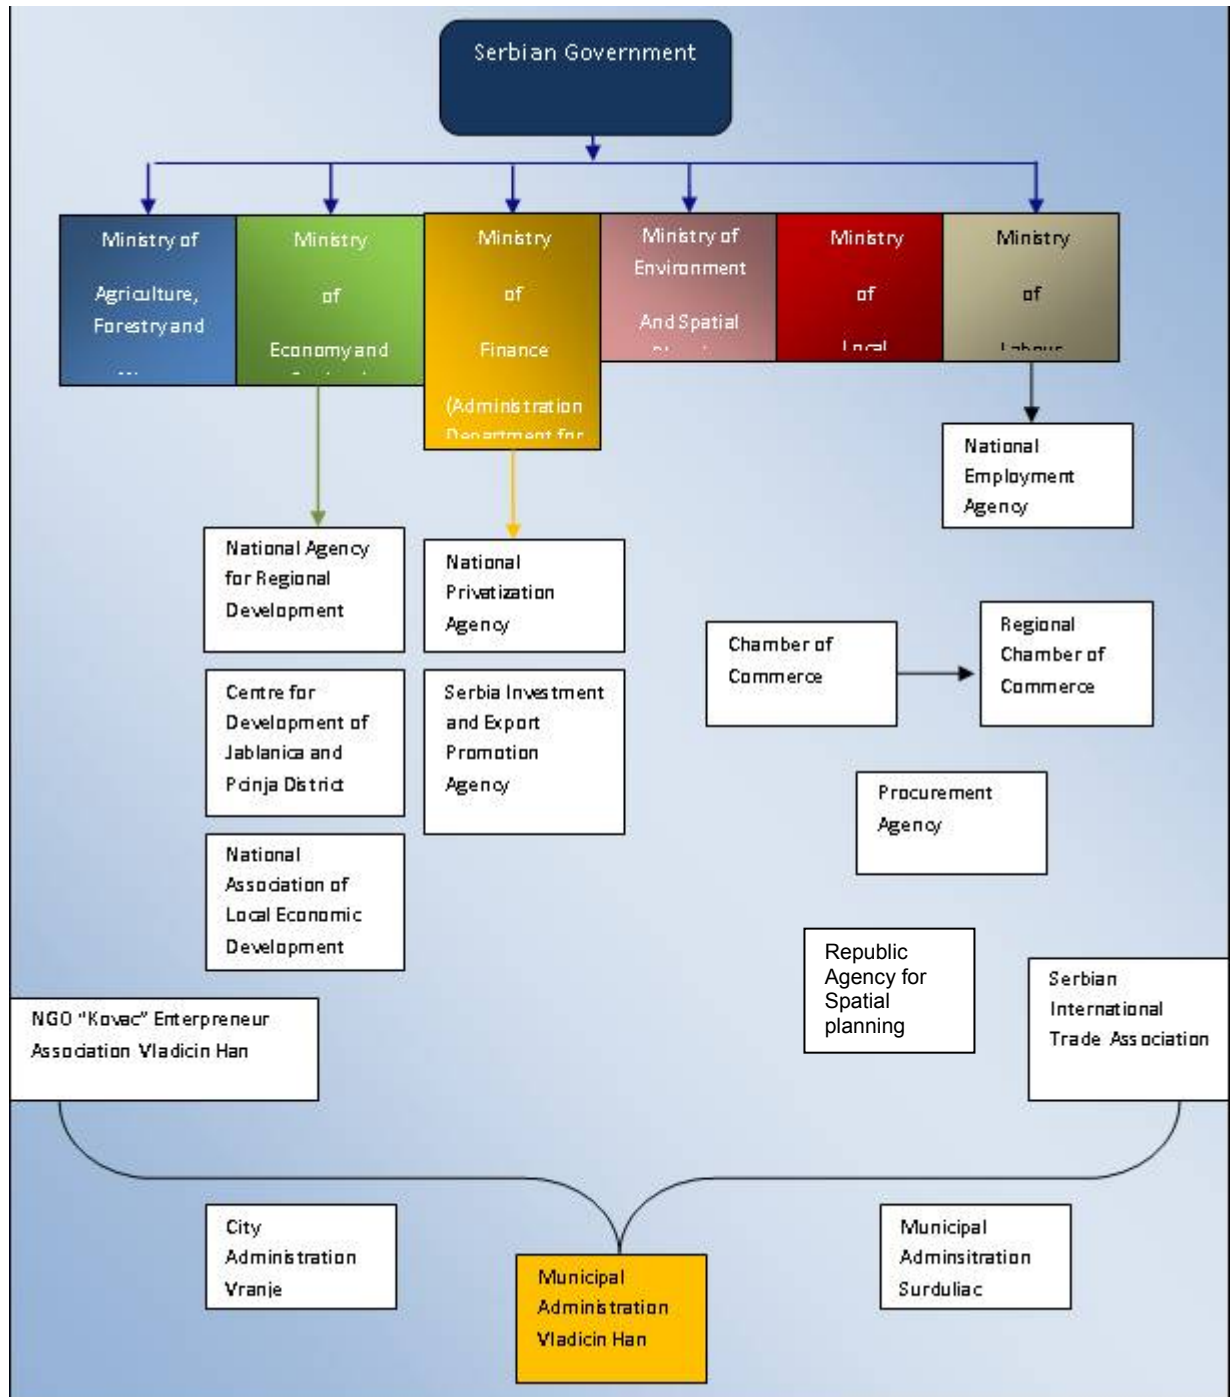 Serbian Government
Ministry of
Agriculture,
Forestry and
Ministry
of
Economy and
Ministry
of
Finance
(Administration
Department for
Ministry of
Environment
And Spatial
Ministry
of
Local
Ministry
of
Labour
National
Employment
Agency
National Agency
for Regional
Development
National
Privatization
Agency
Chamber of
Commerce
Regional
Chamber of
Commerce
Centre for
Development of
Jablanica and
Pcinja District
Serbia Investment
and Export
Promotion
Agency
Procurement
Agency
National
Association of
Local Economic
Development
Republic
Agency for
Spatial
planning
Serbian
International
Trade Association
NGO “Kovac” Enterpreneur
Association Vladicin Han
City
Administration
Vranje
Municipal
Administration
Vladicin Han
Municipal
Adminsitration
Surduliac